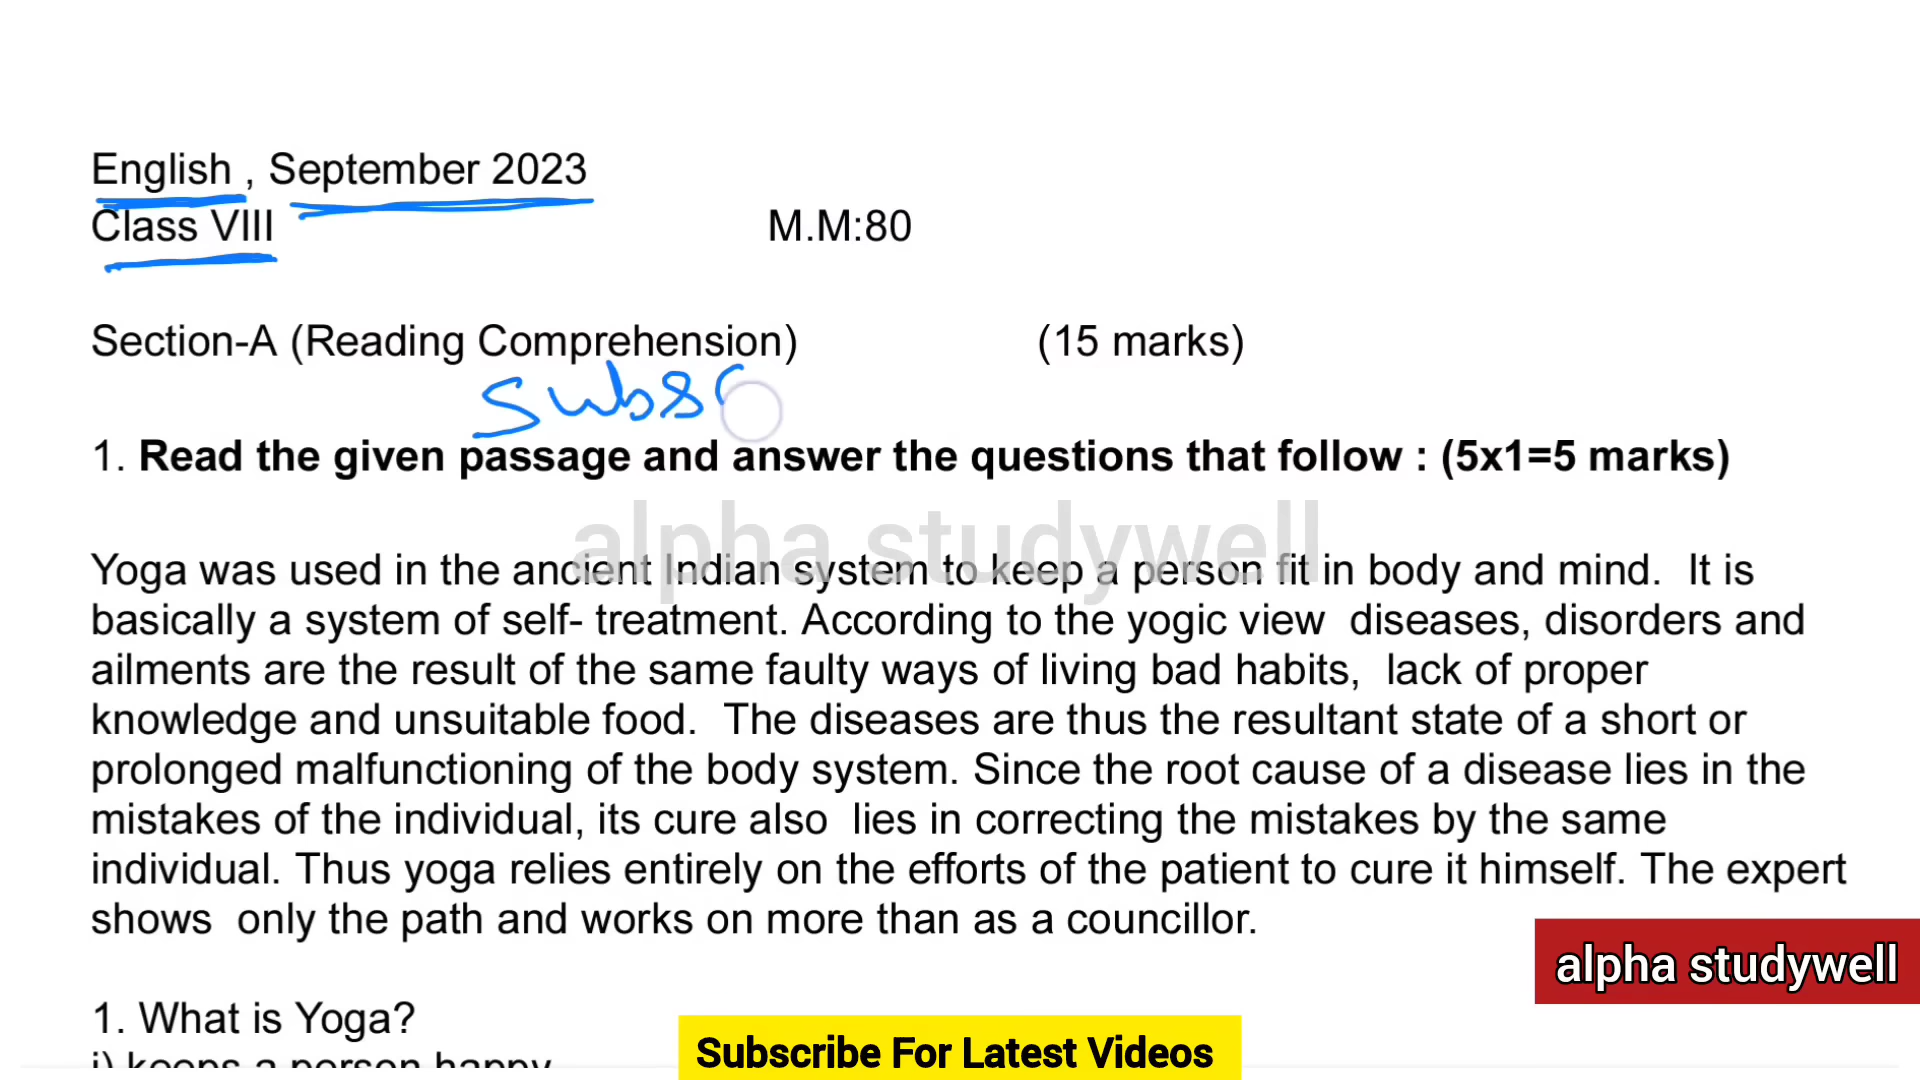 English , September 2023
Class VIII M.M:80
Section-A (Reading Comprehension) (15 marks)
subs
1. Read the given passage and answer the questions that follow : (5x1=5 marks)
alpha studywell
Yoga was used in the ancient Indian system to keep a person fit in body and mind. It is
basically a system of self- treatment. According to the yogic view diseases, disorders and
ailments are the result of the same faulty ways of living bad habits, lack of proper
knowledge and unsuitable food. The diseases are thus the resultant state of a short or
prolonged malfunctioning of the body system. Since the root cause of a disease lies in the
mistakes of the individual, its cure also lies in correcting the mistakes by the same
individual. Thus yoga relies entirely on the efforts of the patient to cure it himself. The expert
shows only the path and works on more than as a councillor.
alpha studywell
1. What is Yoga?
i) keeps a person happy
Subscribe For Latest Videos